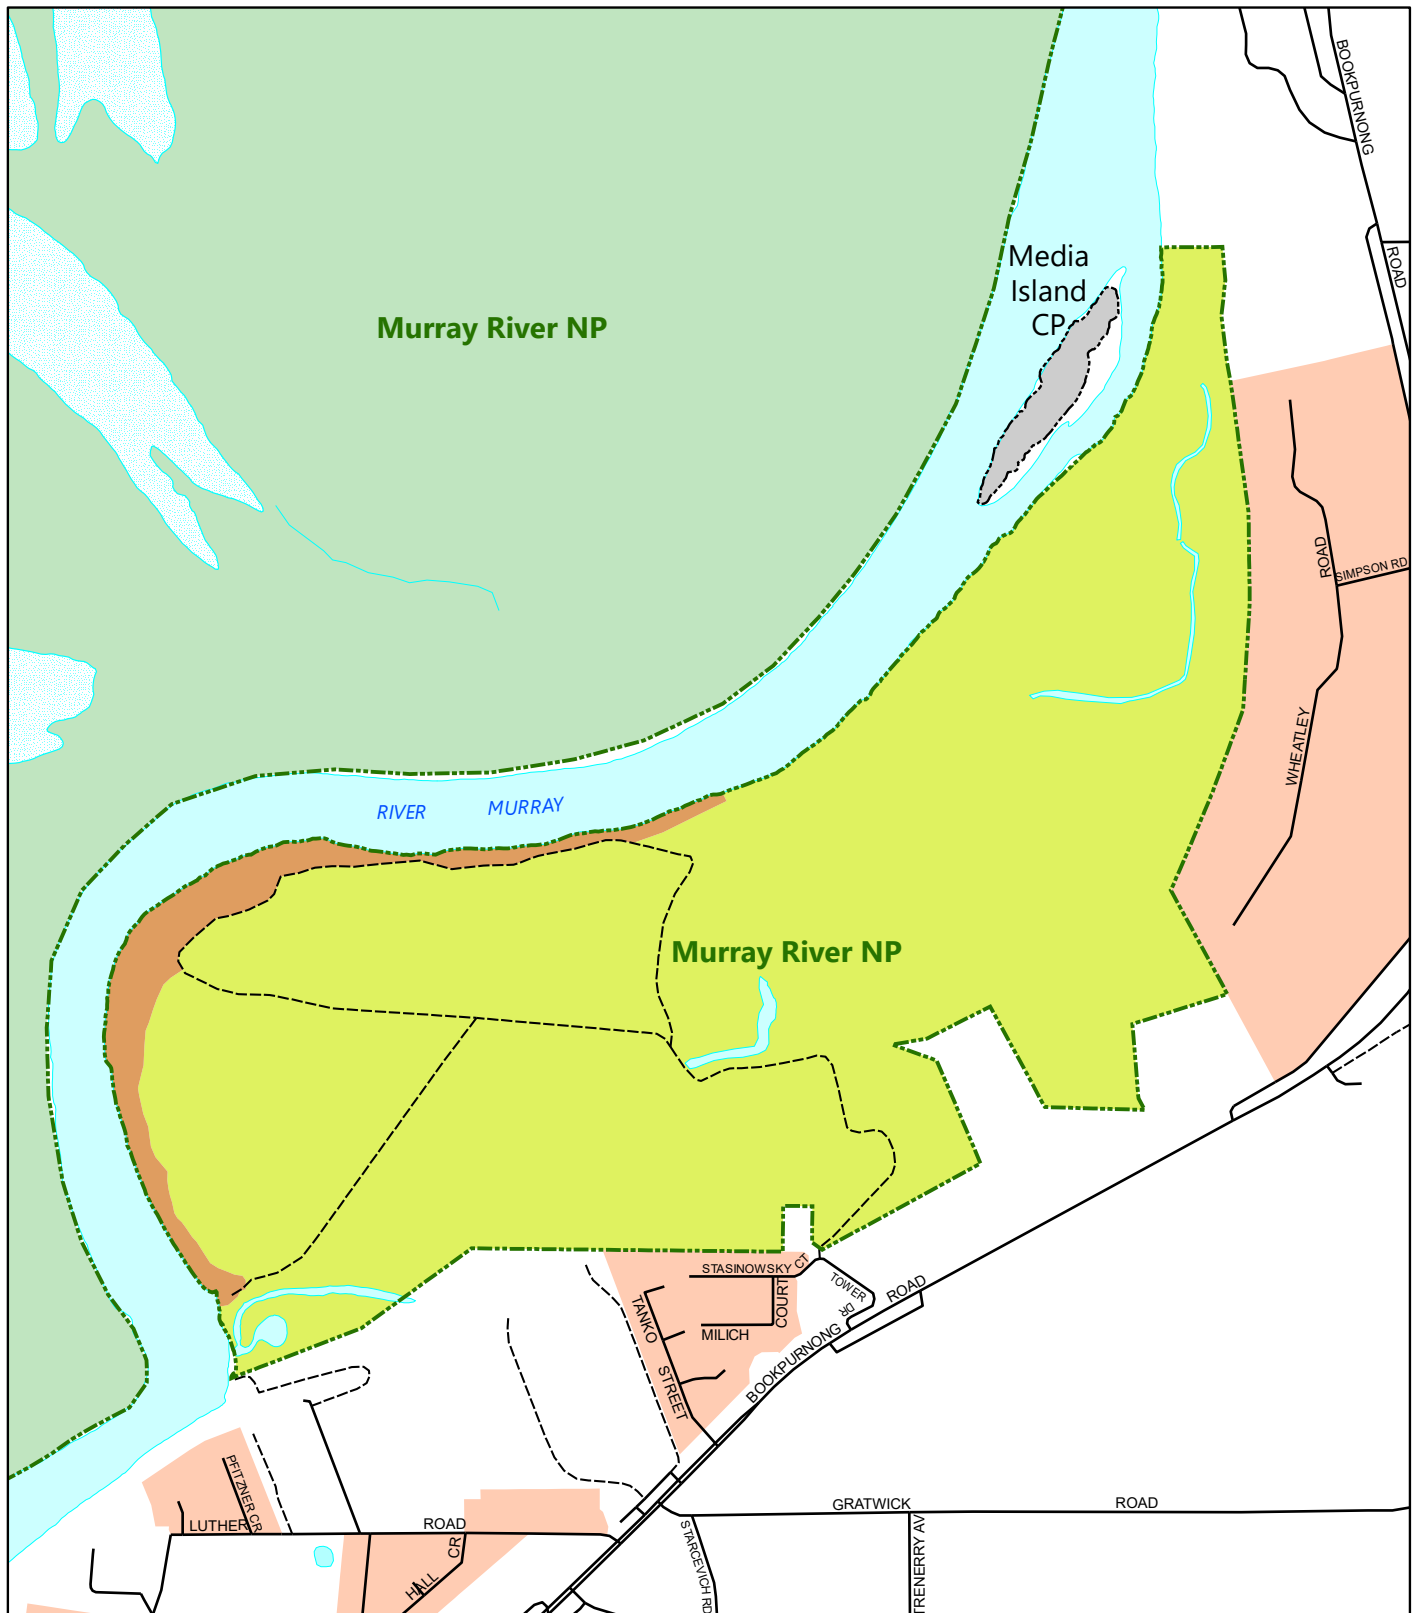 BOOKPURNONG
ROAD
Media
Island
CP
Murray River NP
ROAD
SIMPSON RD
WHEATLEY
RIVER MURRAY
Murray River NP
STASINOWSKY CT
TOWER
DR
ROAD
TANKO
COURT
MILICH
BOOKPURNONG
STREET
PFITZNER CR
LUTHER
ROAD
GRATWICK
ROAD
HALL
CR
STARCEVICH RD
TRENERRY AV